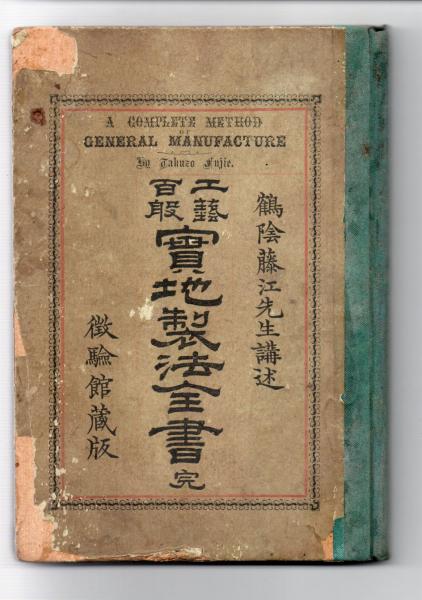 A COMPLETE METHOD
OF
GENERAL MANUFACTURE
By Takuzo Fujie.
鶴陰藤江先生講述
工藝
百般
實地製法全書 完
徴驗館蔵版